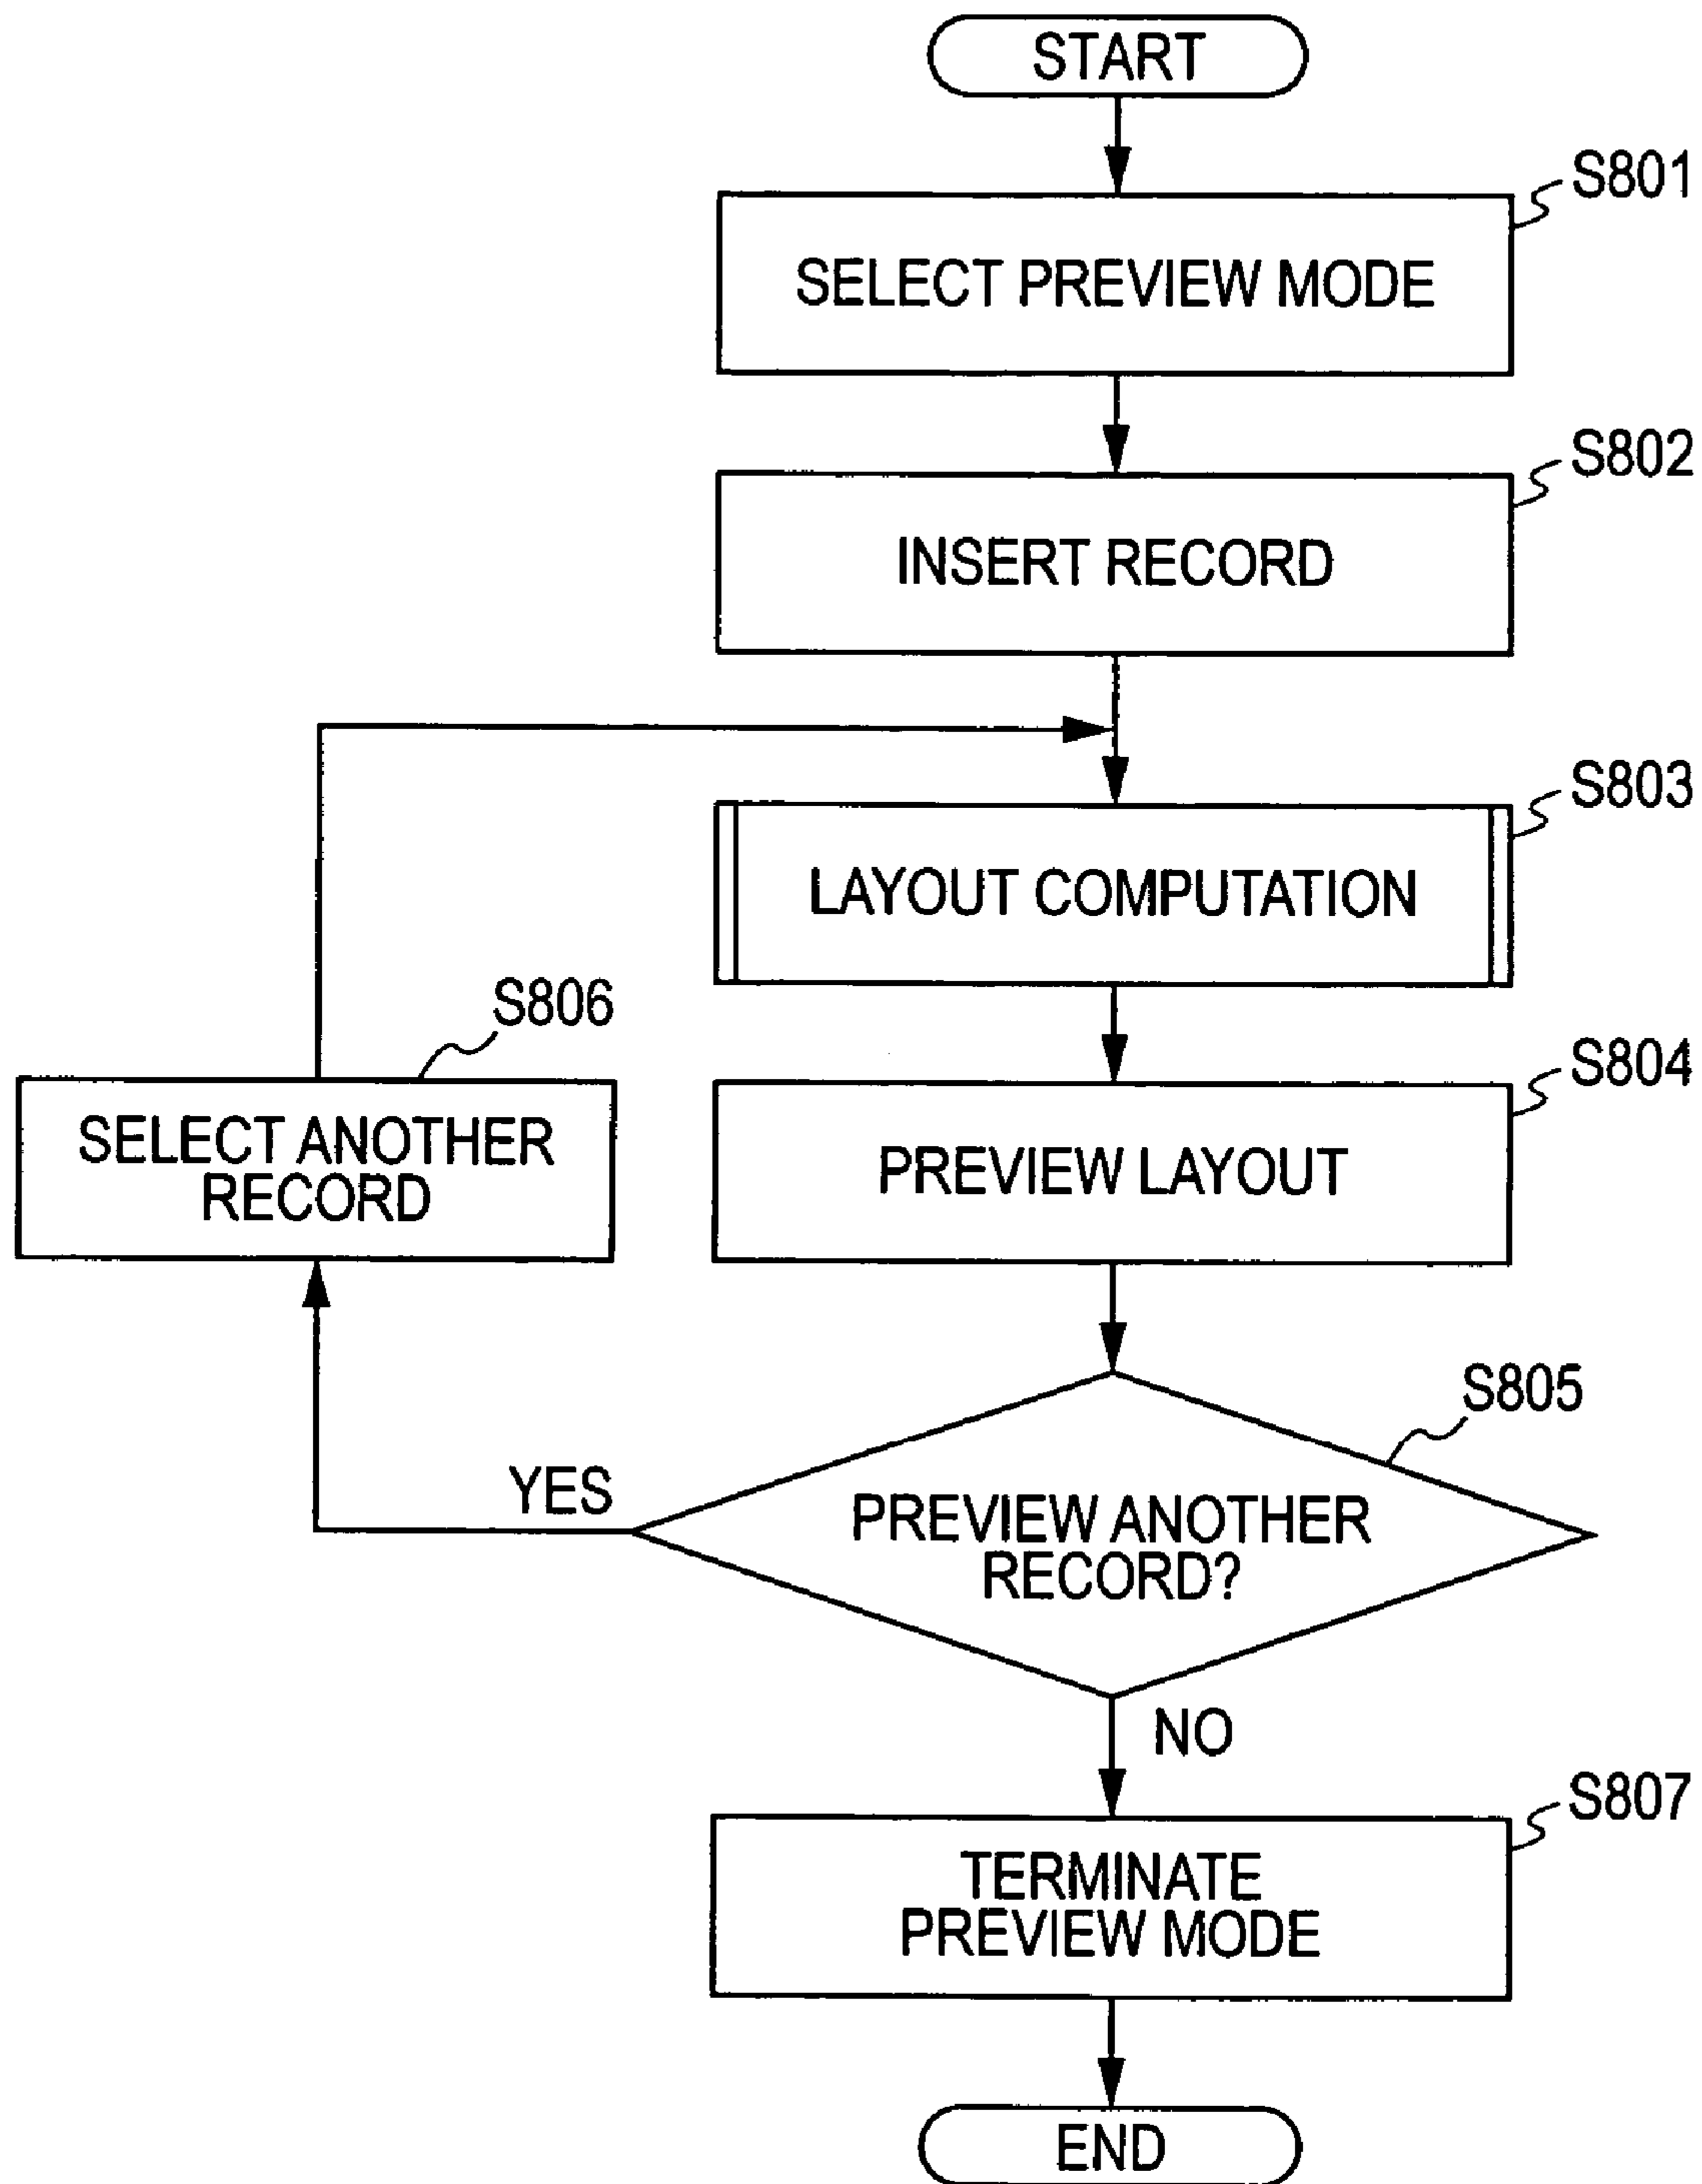 START
S801
SELECT PREVIEW MODE
S802
INSERT RECORD
S803
LAYOUT COMPUTATION
S806
SELECT ANOTHER
RECORD
S804
PREVIEW LAYOUT
S805
YES
PREVIEW ANOTHER
RECORD?
NO
S807
TERMINATE
PREVIEW MODE
END